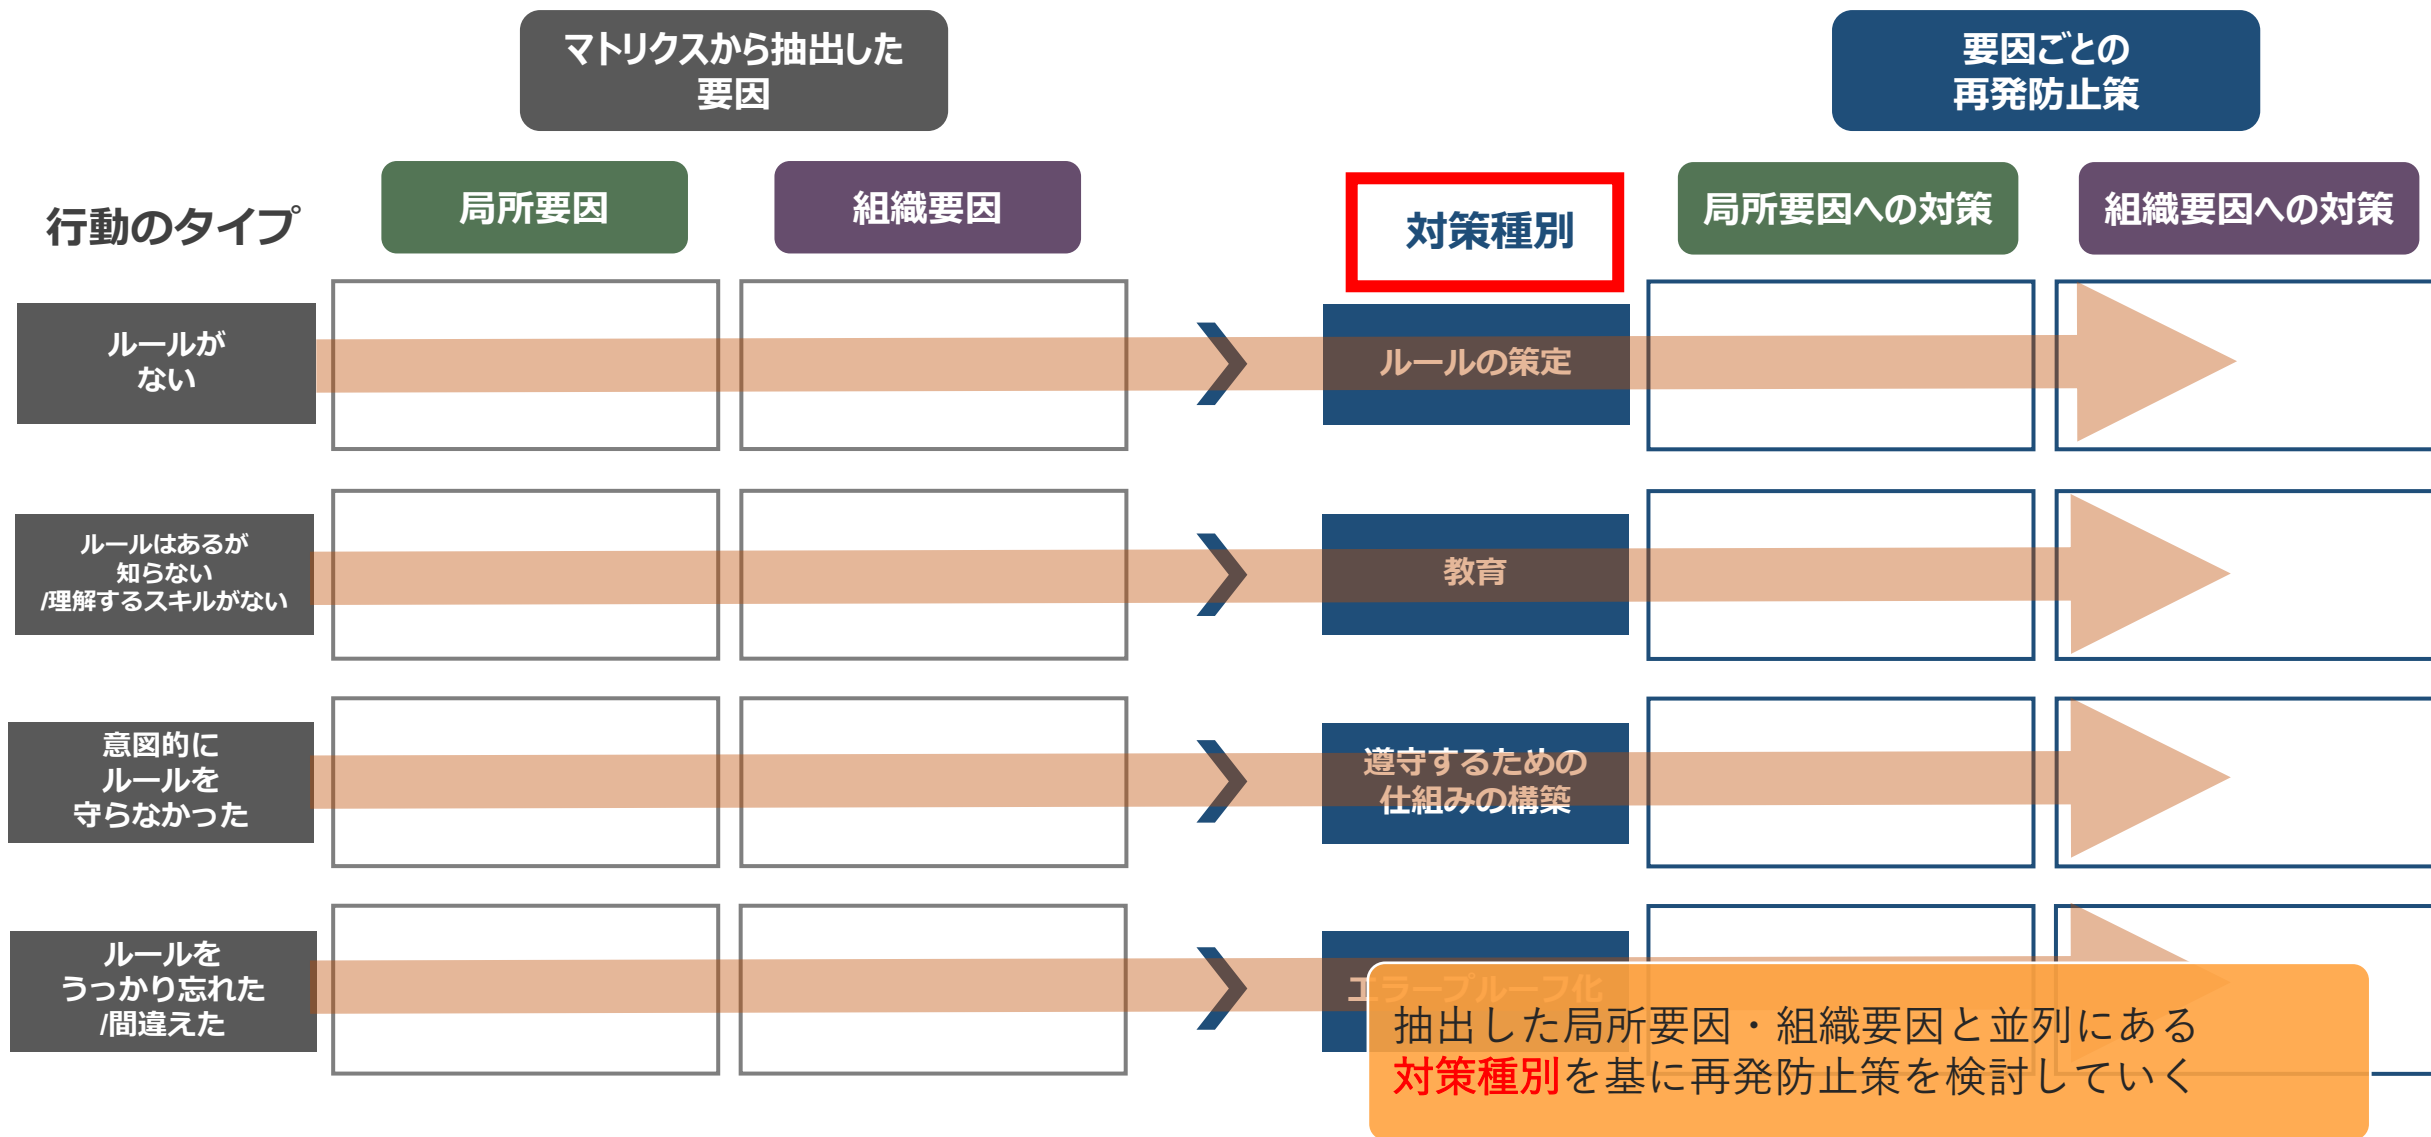 マトリクスから抽出した
要因
要因ごとの
再発防止策
行動のタイプ
局所要因
組織要因
対策種別
局所要因への対策
組織要因への対策
ルールが
ない
ルールの策定
ルールはあるが
知らない
/理解するスキルがない
教育
意図的に
ルールを
守らなかった
遵守するための
仕組みの構築
ルールを
うっかり忘れた
/間違えた
エラープルーフ化
抽出した局所要因・組織要因と並列にある
対策種別を基に再発防止策を検討していく